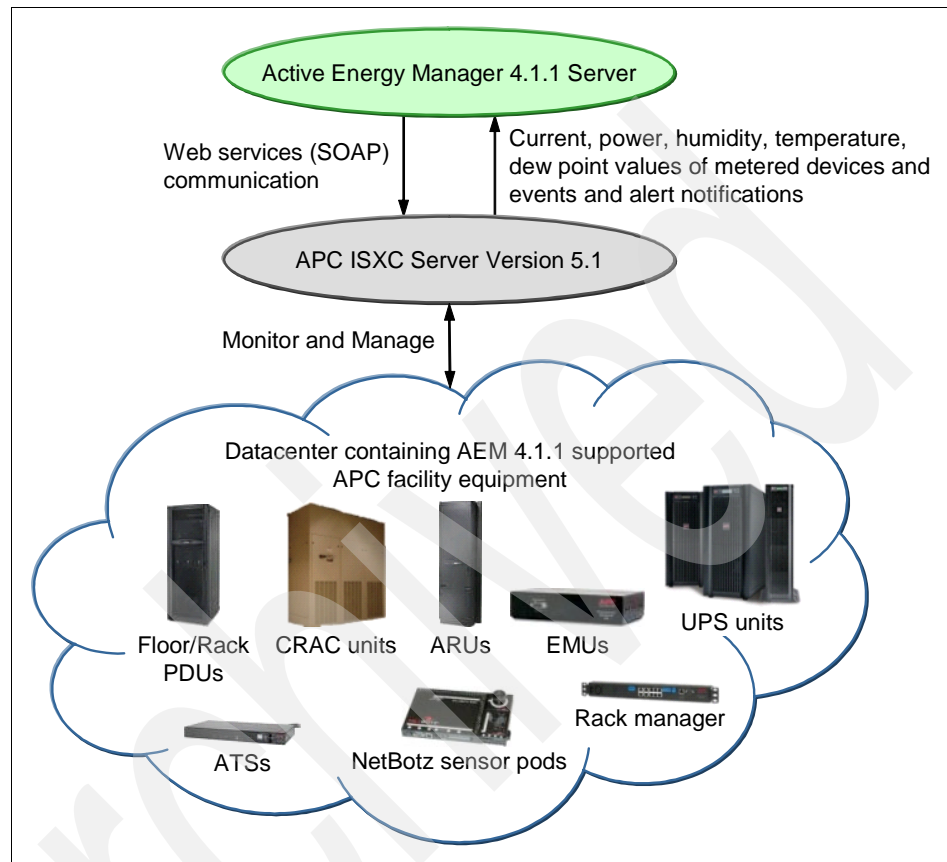 Active Energy Manager 4.1.1 Server
Web services (SOAP)
communication
Current, power, humidity, temperature,
dew point values of metered devices and
events and alert notifications
APC ISXC Server Version 5.1
Monitor and Manage
Datacenter containing AEM 4.1.1 supported
APC facility equipment
Floor/Rack
PDUs
CRAC units
ARUs
EMUs
UPS units
ATSs
NetBotz sensor pods
Rack manager
rchived